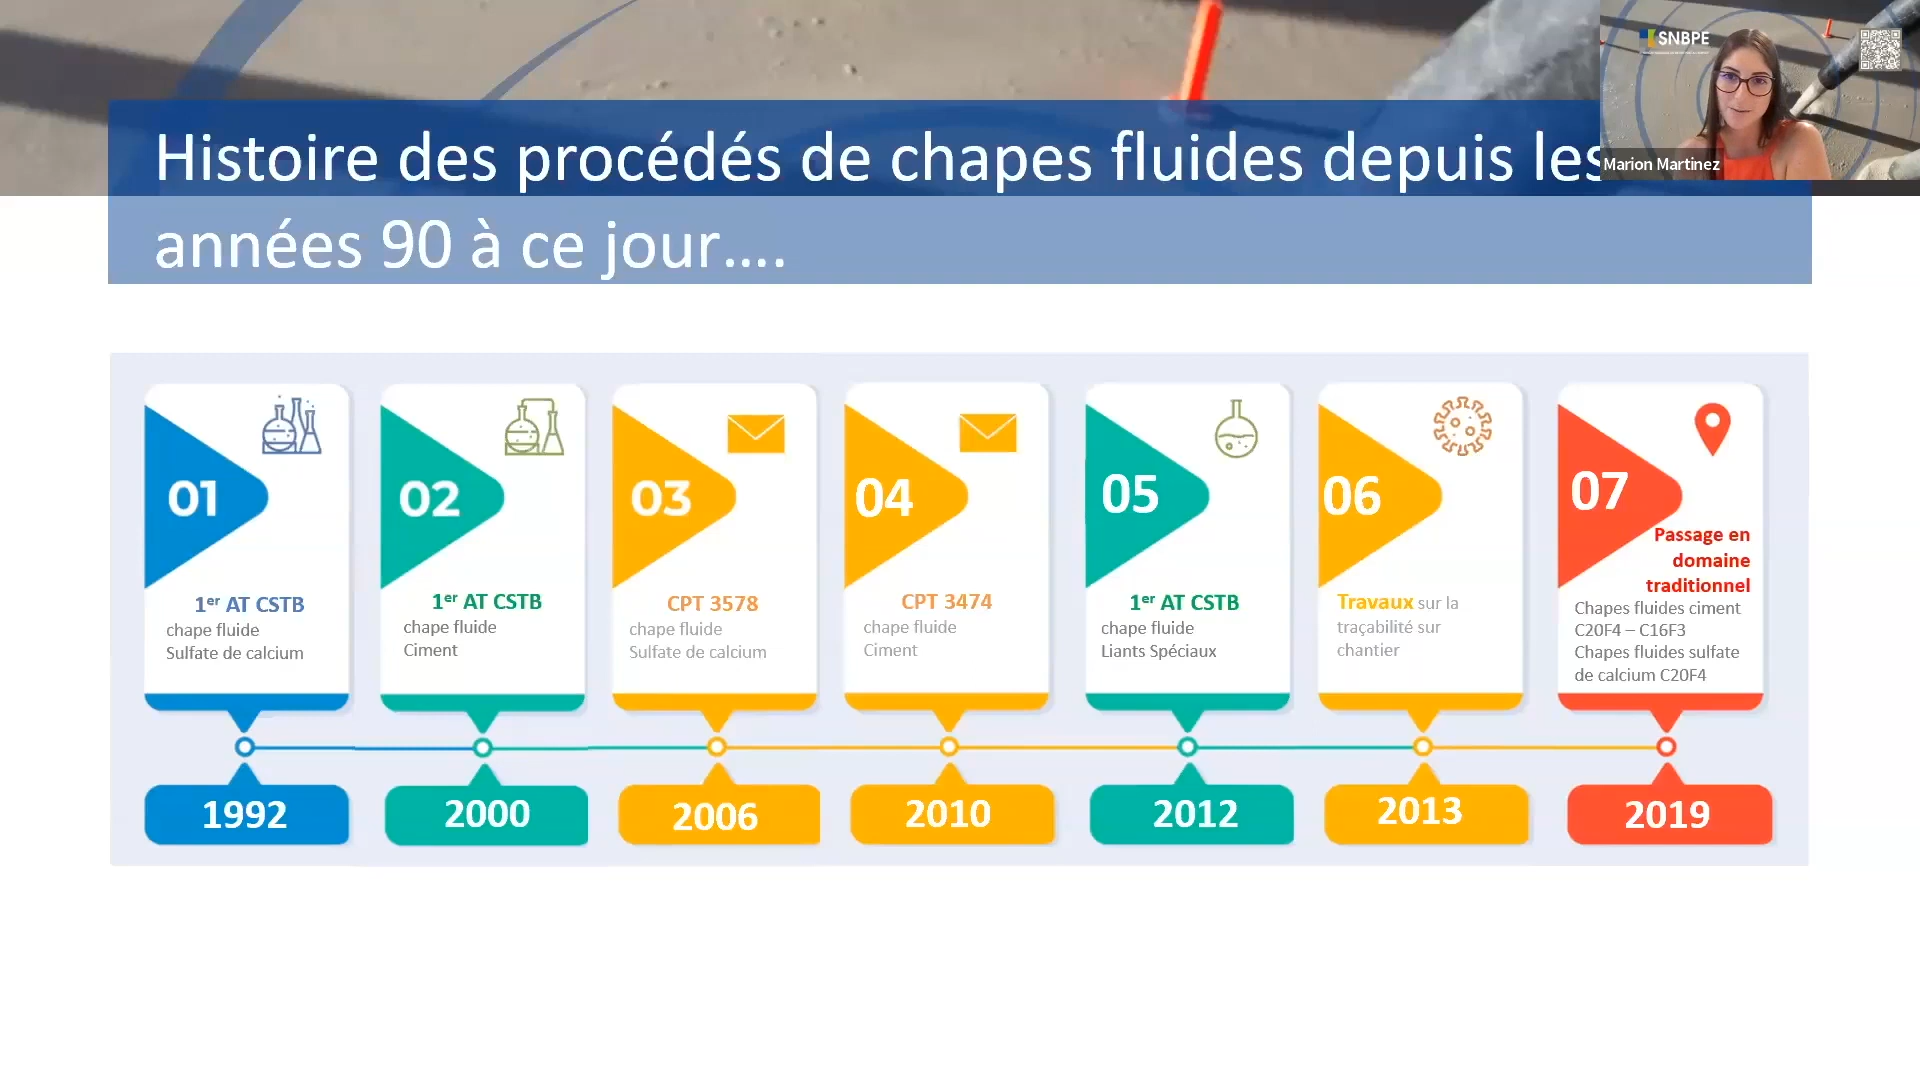 SNBPE
Marion Martinez
Histoire des procédés de chapes fluides depuis les
années 90 à ce jour....
01
1er AT CSTB
chape fluide
Sulfate de calcium
1992
02
1er AT CSTB
chape fluide
Ciment
2000
03
CPT 3578
chape fluide
Sulfate de calcium
2006
04
CPT 3474
chape fluide
Ciment
2010
05
1er AT CSTB
chape fluide
Liants Spéciaux
2012
06
Travaux sur la
traçabilité sur
chantier
2013
07
Passage en
domaine
traditionnel
Chapes fluides ciment
C20F4 – C16F3
Chapes fluides sulfate
de calcium C20F4
2019